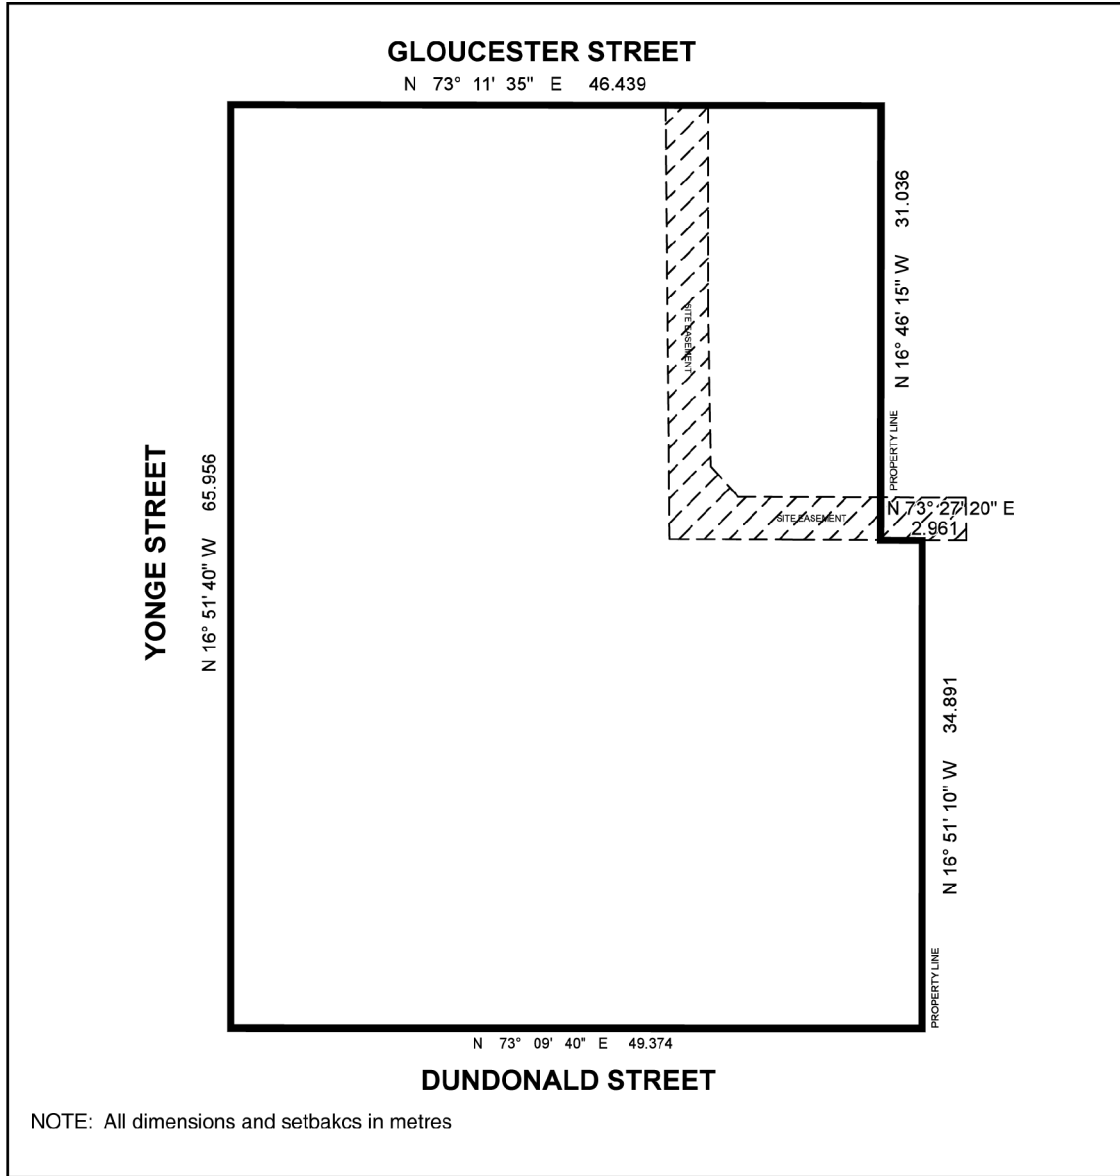 GLOUCESTER STREET
N 73° 11' 35" E 46.439
N 16° 46' 15" W 31.036
SITE EASEMENT
PROPERTY LINE
YONGE STREET
N 16° 51' 40" W 65.956
N 73° 27' 20" E
2.961
SITE EASEMENT
N 16° 51' 10" W 34.891
PROPERTY LINE
N 73° 09' 40" E 49.374
DUNDONALD STREET
NOTE: All dimensions and setbakcs in metres